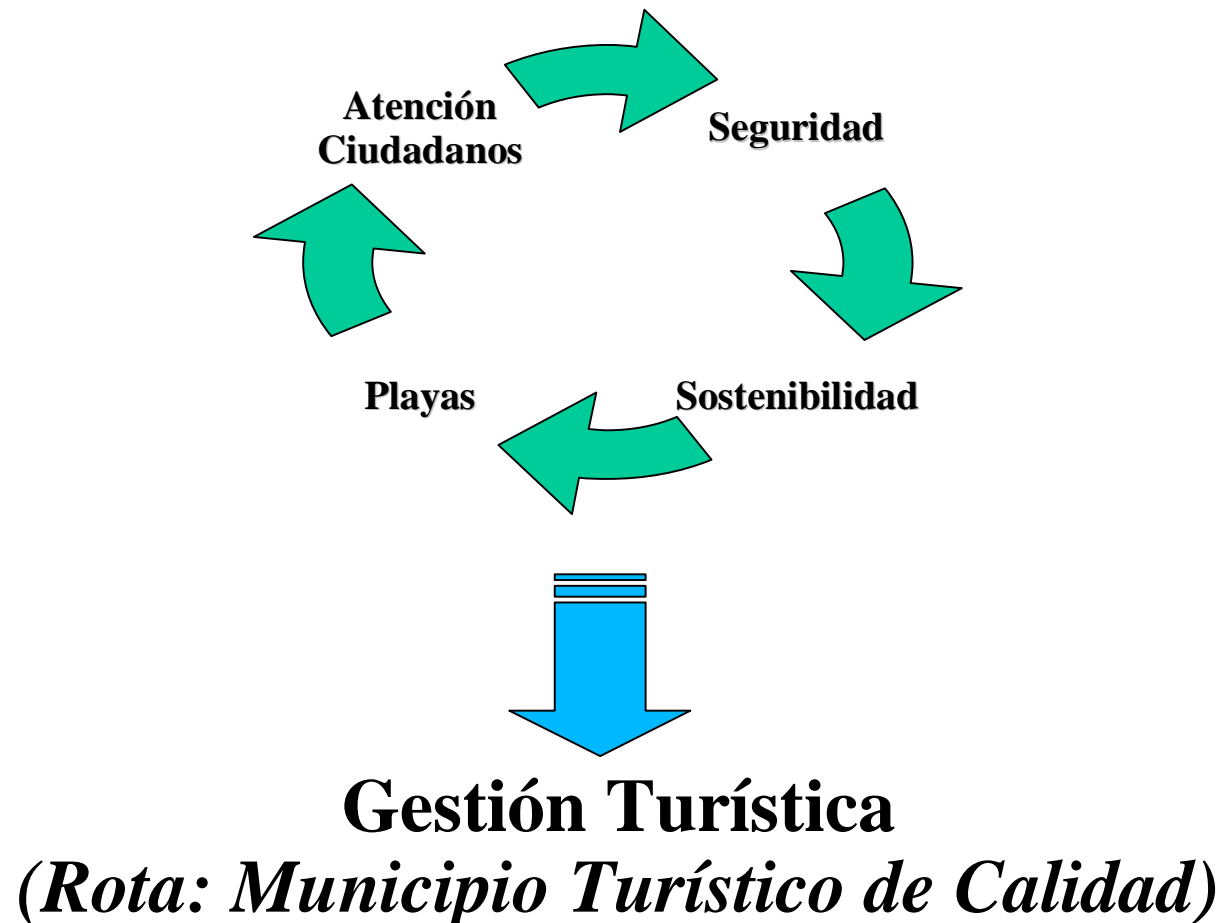 Atención
Ciudadanos
Seguridad
Playas
Sostenibilidad
Gestión Turística
(Rota: Municipio Turístico de Calidad)